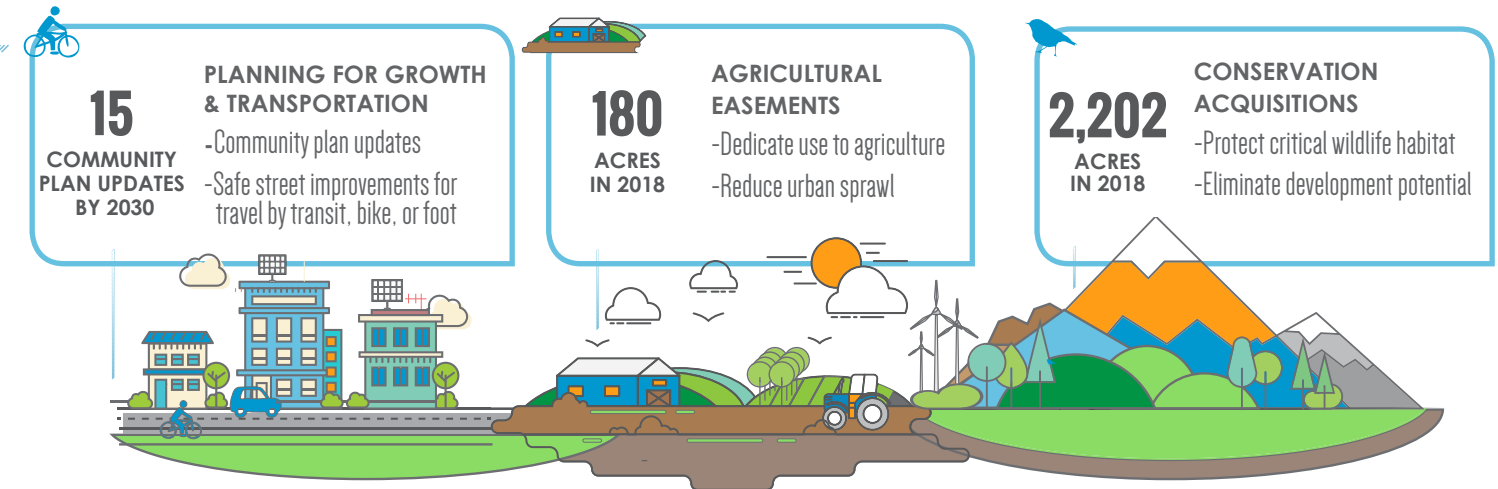 15
COMMUNITY
PLAN UPDATES
BY 2030
PLANNING FOR GROWTH
& TRANSPORTATION
-Community plan updates
-Safe street improvements for
travel by transit, bike, or foot
180
ACRES
IN 2018
AGRICULTURAL
EASEMENTS
-Dedicate use to agriculture
-Reduce urban sprawl
2,202
ACRES
IN 2018
CONSERVATION
ACQUISITIONS
-Protect critical wildlife habitat
-Eliminate development potential